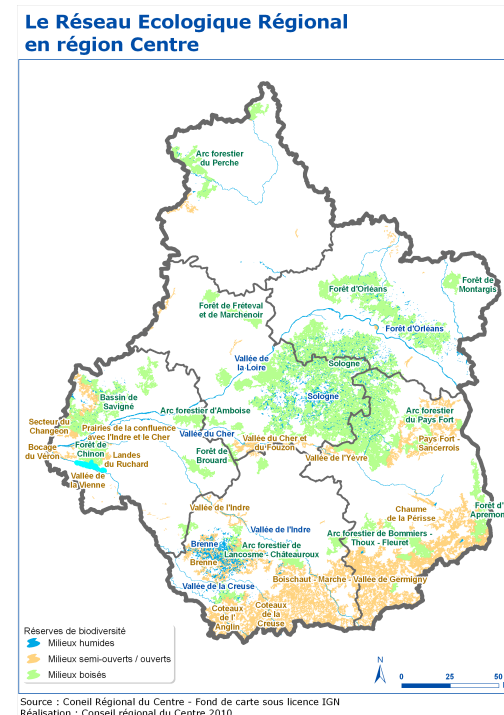 Le Réseau Ecologique Régional
en région Centre
Arc forestier
du Perche
Forêt de
Montargis
Forêt d'Orléans
Forêt de Fréteval
et de Marchenoir
Forêt d'Orléans
Vallée de
la Loire
Sologne
Bassin de
Savigné
Sologne
Arc forestier d'Amboise
Arc forestier
du Pays Fort
Secteur du
Changeon
Prairies de la confluence
avec l'Indre et le Cher
Vallée du Cher
Vallée du Cher et
du Fouzon
Pays Fort -
Sancerrois
Bocage
du Véron
Forêt de
Chinon
Landes
du Ruchard
Forêt de
Brouard
Vallée de l'Yèvre
Vallée de
la Vienne
Vallée de l'Indre
Chaume
de la Périsse
Forêt d'
Apremon
Vallée de l'Indre
Arc forestier de Bommiers -
Thoux - Fleuret
Brenne
Arc forestier de
Lancosme - Châteauroux
Brenne
Boischaut - Marche
Vallée de Germigny
Vallée de la Creuse
Coteaux
de l'
Anglin
Coteaux
de la
Creuse
Réserves de biodiversité
Milieux humides
Milieux semi-ouverts / ouverts
Milieux boisés
N
0 25 50
Source : Coneil Régional du Centre - Fond de carte sous licence IGN
Réalisation : Conseil régional du Centre 2010